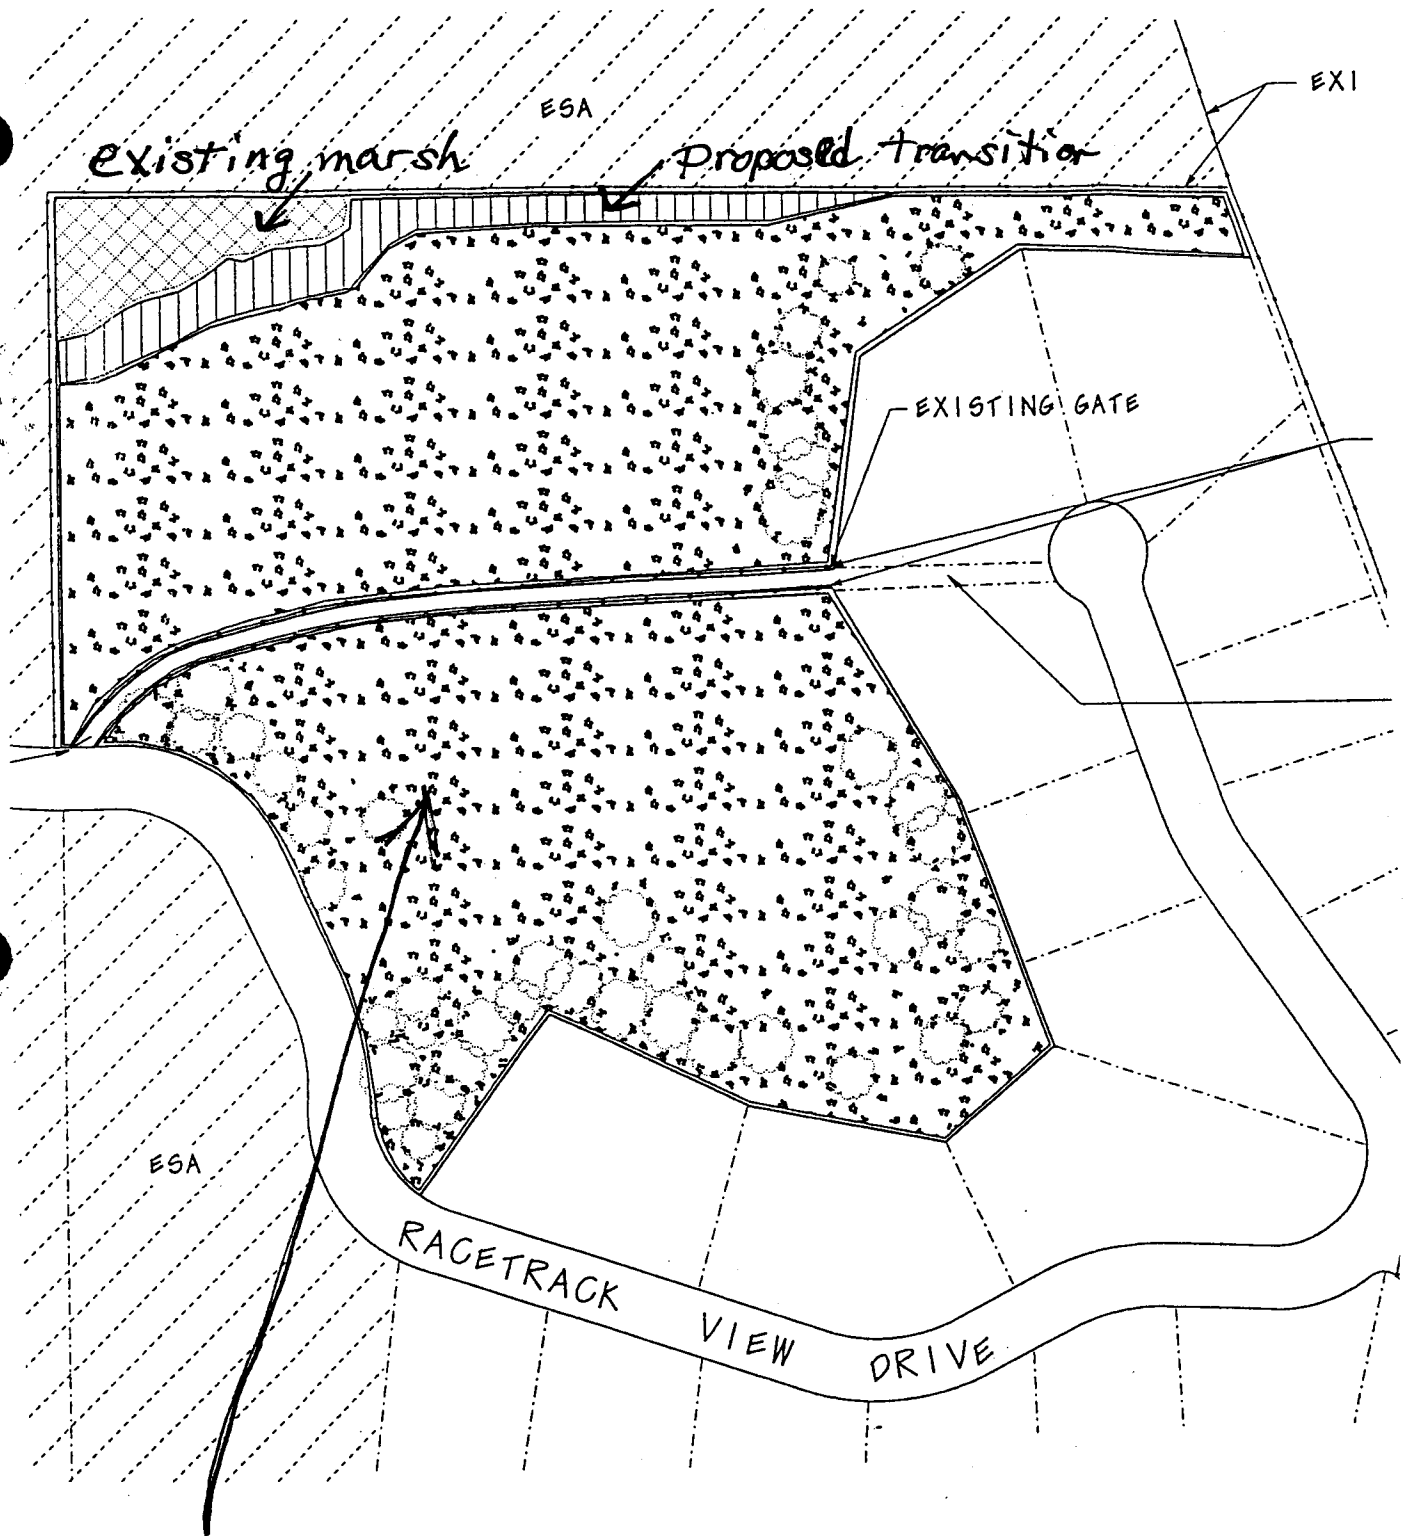 ESA
EXI
existing marsh
proposed transition
EXISTING GATE
ESA
RACETRACK VIEW DRIVE